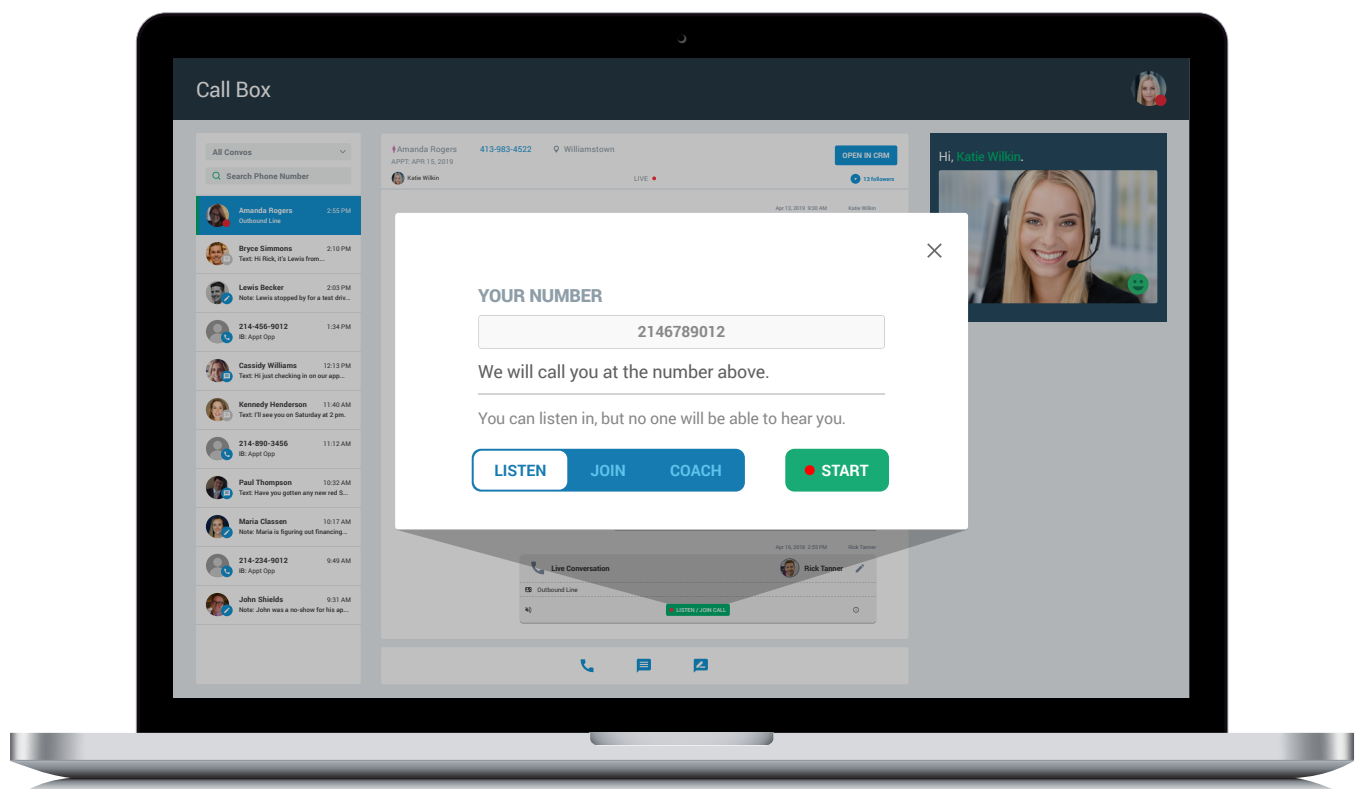 Call Box
All Convos
Search Phone Number
Amanda Rogers 2:55 PM
Outbound Line
Bryce Simmons 2:10 PM
Text: Hi Rick, it's Lewis from...
Lewis Becker 2:03 PM
Note: Lewis stopped by for a test driv...
214-456-9012 1:34 PM
IB: Appt Opp
Cassidy Williams 12:13 PM
Text: Hi just checking in on our app...
Kennedy Henderson 11:40 AM
Text: I'll see you on Saturday at 2 pm.
214-890-3456 11:12 AM
IB: Appt Opp
Paul Thompson 10:32 AM
Text: Have you gotten any new red S...
Maria Classen 10:17 AM
Note: Maria is figuring out financing...
214-234-9012 9:49 AM
IB: Appt Opp
John Shields 9:31 AM
Note: John was a no-show for his ap...
Amanda Rogers 413-983-4522 Williamstown
APPT: APR 15, 2019
OPEN IN CRM
Katie Wilkin LIVE 13 followers
Apr 13, 2019 9:30 AM Katie Wilkin
YOUR NUMBER
2146789012
We will call you at the number above.
You can listen in, but no one will be able to hear you.
LISTEN JOIN COACH START
Apr 16, 2018 2:55 PM Rick Tanner
Live Conversation Rick Tanner
Outbound Line
LISTEN / JOIN CALL
Hi, Katie Wilkin.